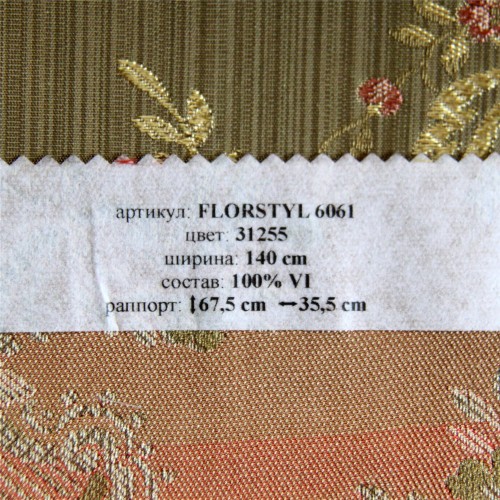 артикул: FLORSTYL 6061
цвет: 31255
ширина: 140 cm
состав: 100% VI
раппорт: ↕67,5 cm ↔35,5 cm